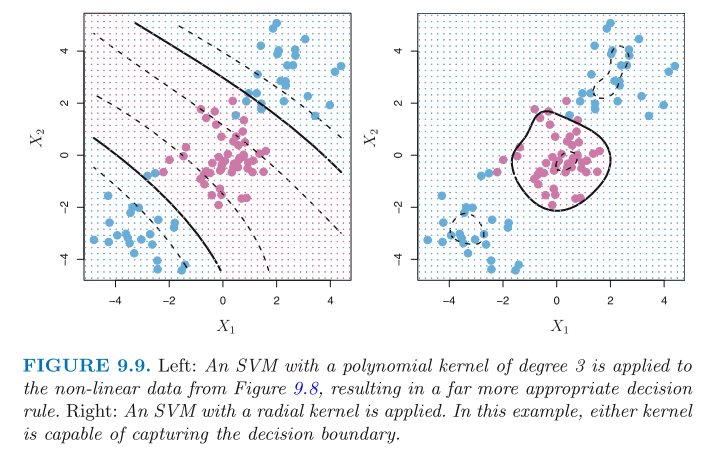 4
2
0
−2
−4
X2
−4
−2
0
2
4
X1
4
2
0
−2
−4
X2
−4
−2
0
2
4
X1
FIGURE 9.9. Left: An SVM with a polynomial kernel of degree 3 is applied to
the non-linear data from Figure 9.8, resulting in a far more appropriate decision
rule. Right: An SVM with a radial kernel is applied. In this example, either kernel
is capable of capturing the decision boundary.